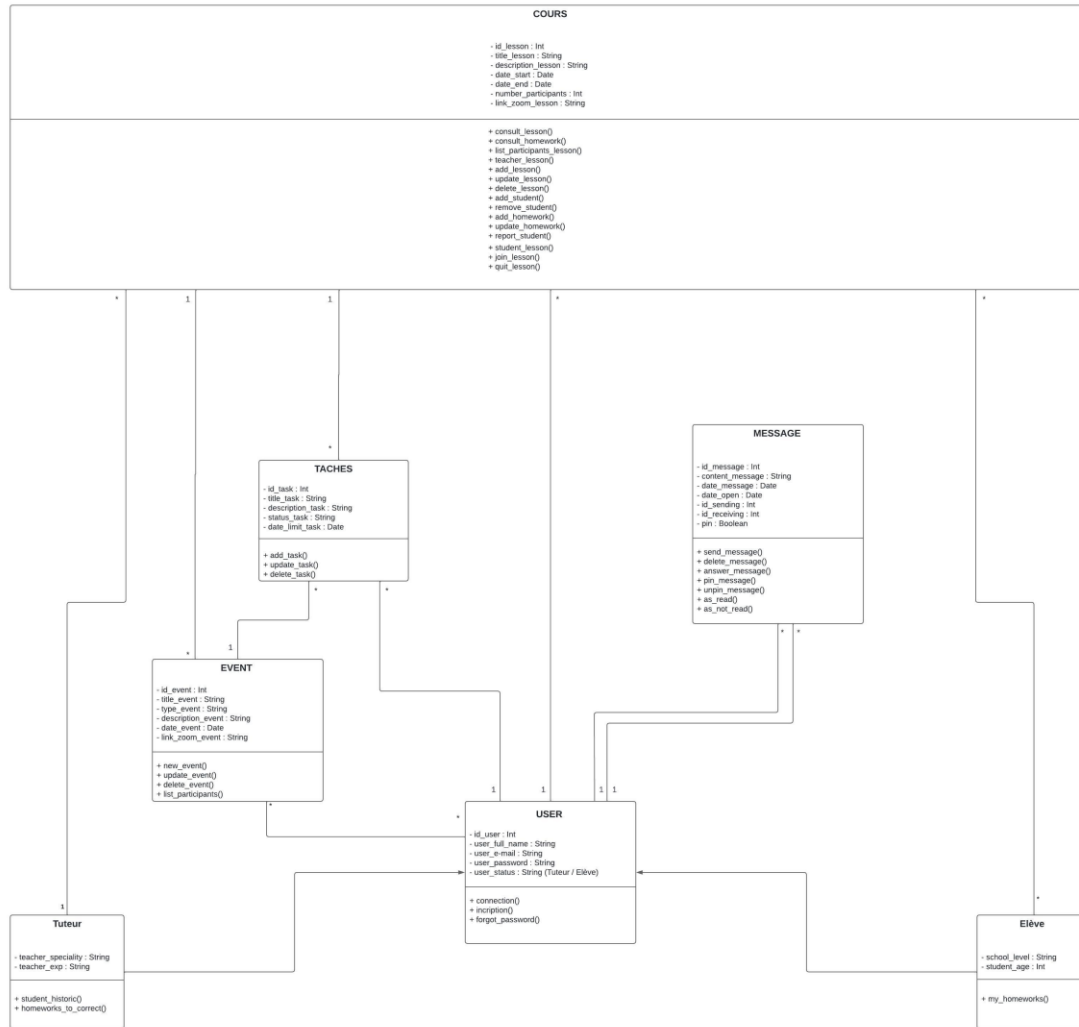 COURS
- id_lesson : Int
- title_lesson : String
- description_lesson : String
- date_start : Date
- date_end : Date
- number_participants : Int
- link_zoom_lesson : String
+ consult_lesson()
+ consult_homework()
+ list_participants_lesson()
+ teacher_lesson()
+ add_lesson()
+ update_lesson()
+ delete_lesson()
+ add_student()
+ remove_student()
+ add_homework()
+ update_homework()
+ report_student()
+ student_lesson()
+ join_lesson()
+ quit_lesson()
* 1 1 * *
*
TACHES
- id_task : Int
- title_task : String
- description_task : String
- status_task : String
- date_limit_task : Date
+ add_task()
+ update_task()
+ delete_task()
* *
MESSAGE
- id_message : Int
- content_message : String
- date_message : Date
- date_open : Date
- id_sending : Int
- id_receiving : Int
- pin : Boolean
+ send_message()
+ delete_message()
+ answer_message()
+ pin_message()
+ unpin_message()
+ as_read()
+ as_not_read()
* *
* 1
EVENT
- id_event : Int
- title_event : String
- type_event : String
- description_event : String
- date_event : Date
- link_zoom_event : String
+ new_event()
+ update_event()
+ delete_event()
+ list_participants()
* *
1 1 1 1
USER
- id_user : Int
- user_full_name : String
- user_e-mail : String
- user_password : String
- user_status : String (Tuteur / Elève)
+ connection()
+ incription()
+ forgot_password()
1
Tuteur
- teacher_speciality : String
- teacher_exp : String
+ student_historic()
+ homeworks_to_correct()
*
Elève
- school_level : String
- student_age : Int
+ my_homeworks()